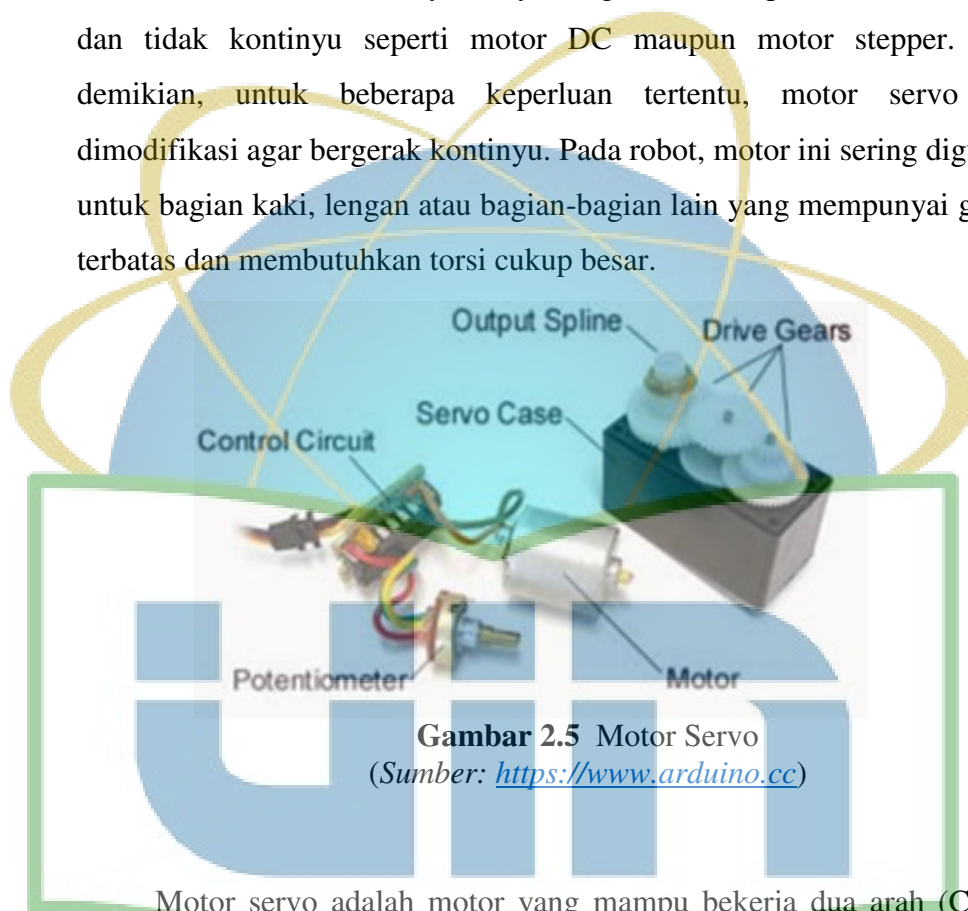 dan tidak kontinyu seperti motor DC maupun motor stepper.
demikian, untuk beberapa keperluan tertentu, motor servo
dimodifikasi agar bergerak kontinyu. Pada robot, motor ini sering
untuk bagian kaki, lengan atau bagian-bagian lain yang mempunyai
terbatas dan membutuhkan torsi cukup besar.
Output Spline
Drive Gears
Servo Case
Control Circuit
Potentiometer
Motor
Gambar 2.5 Motor Servo
(Sumber: https://www.arduino.cc)
uin
Motor servo adalah motor yang mampu bekerja dua arah